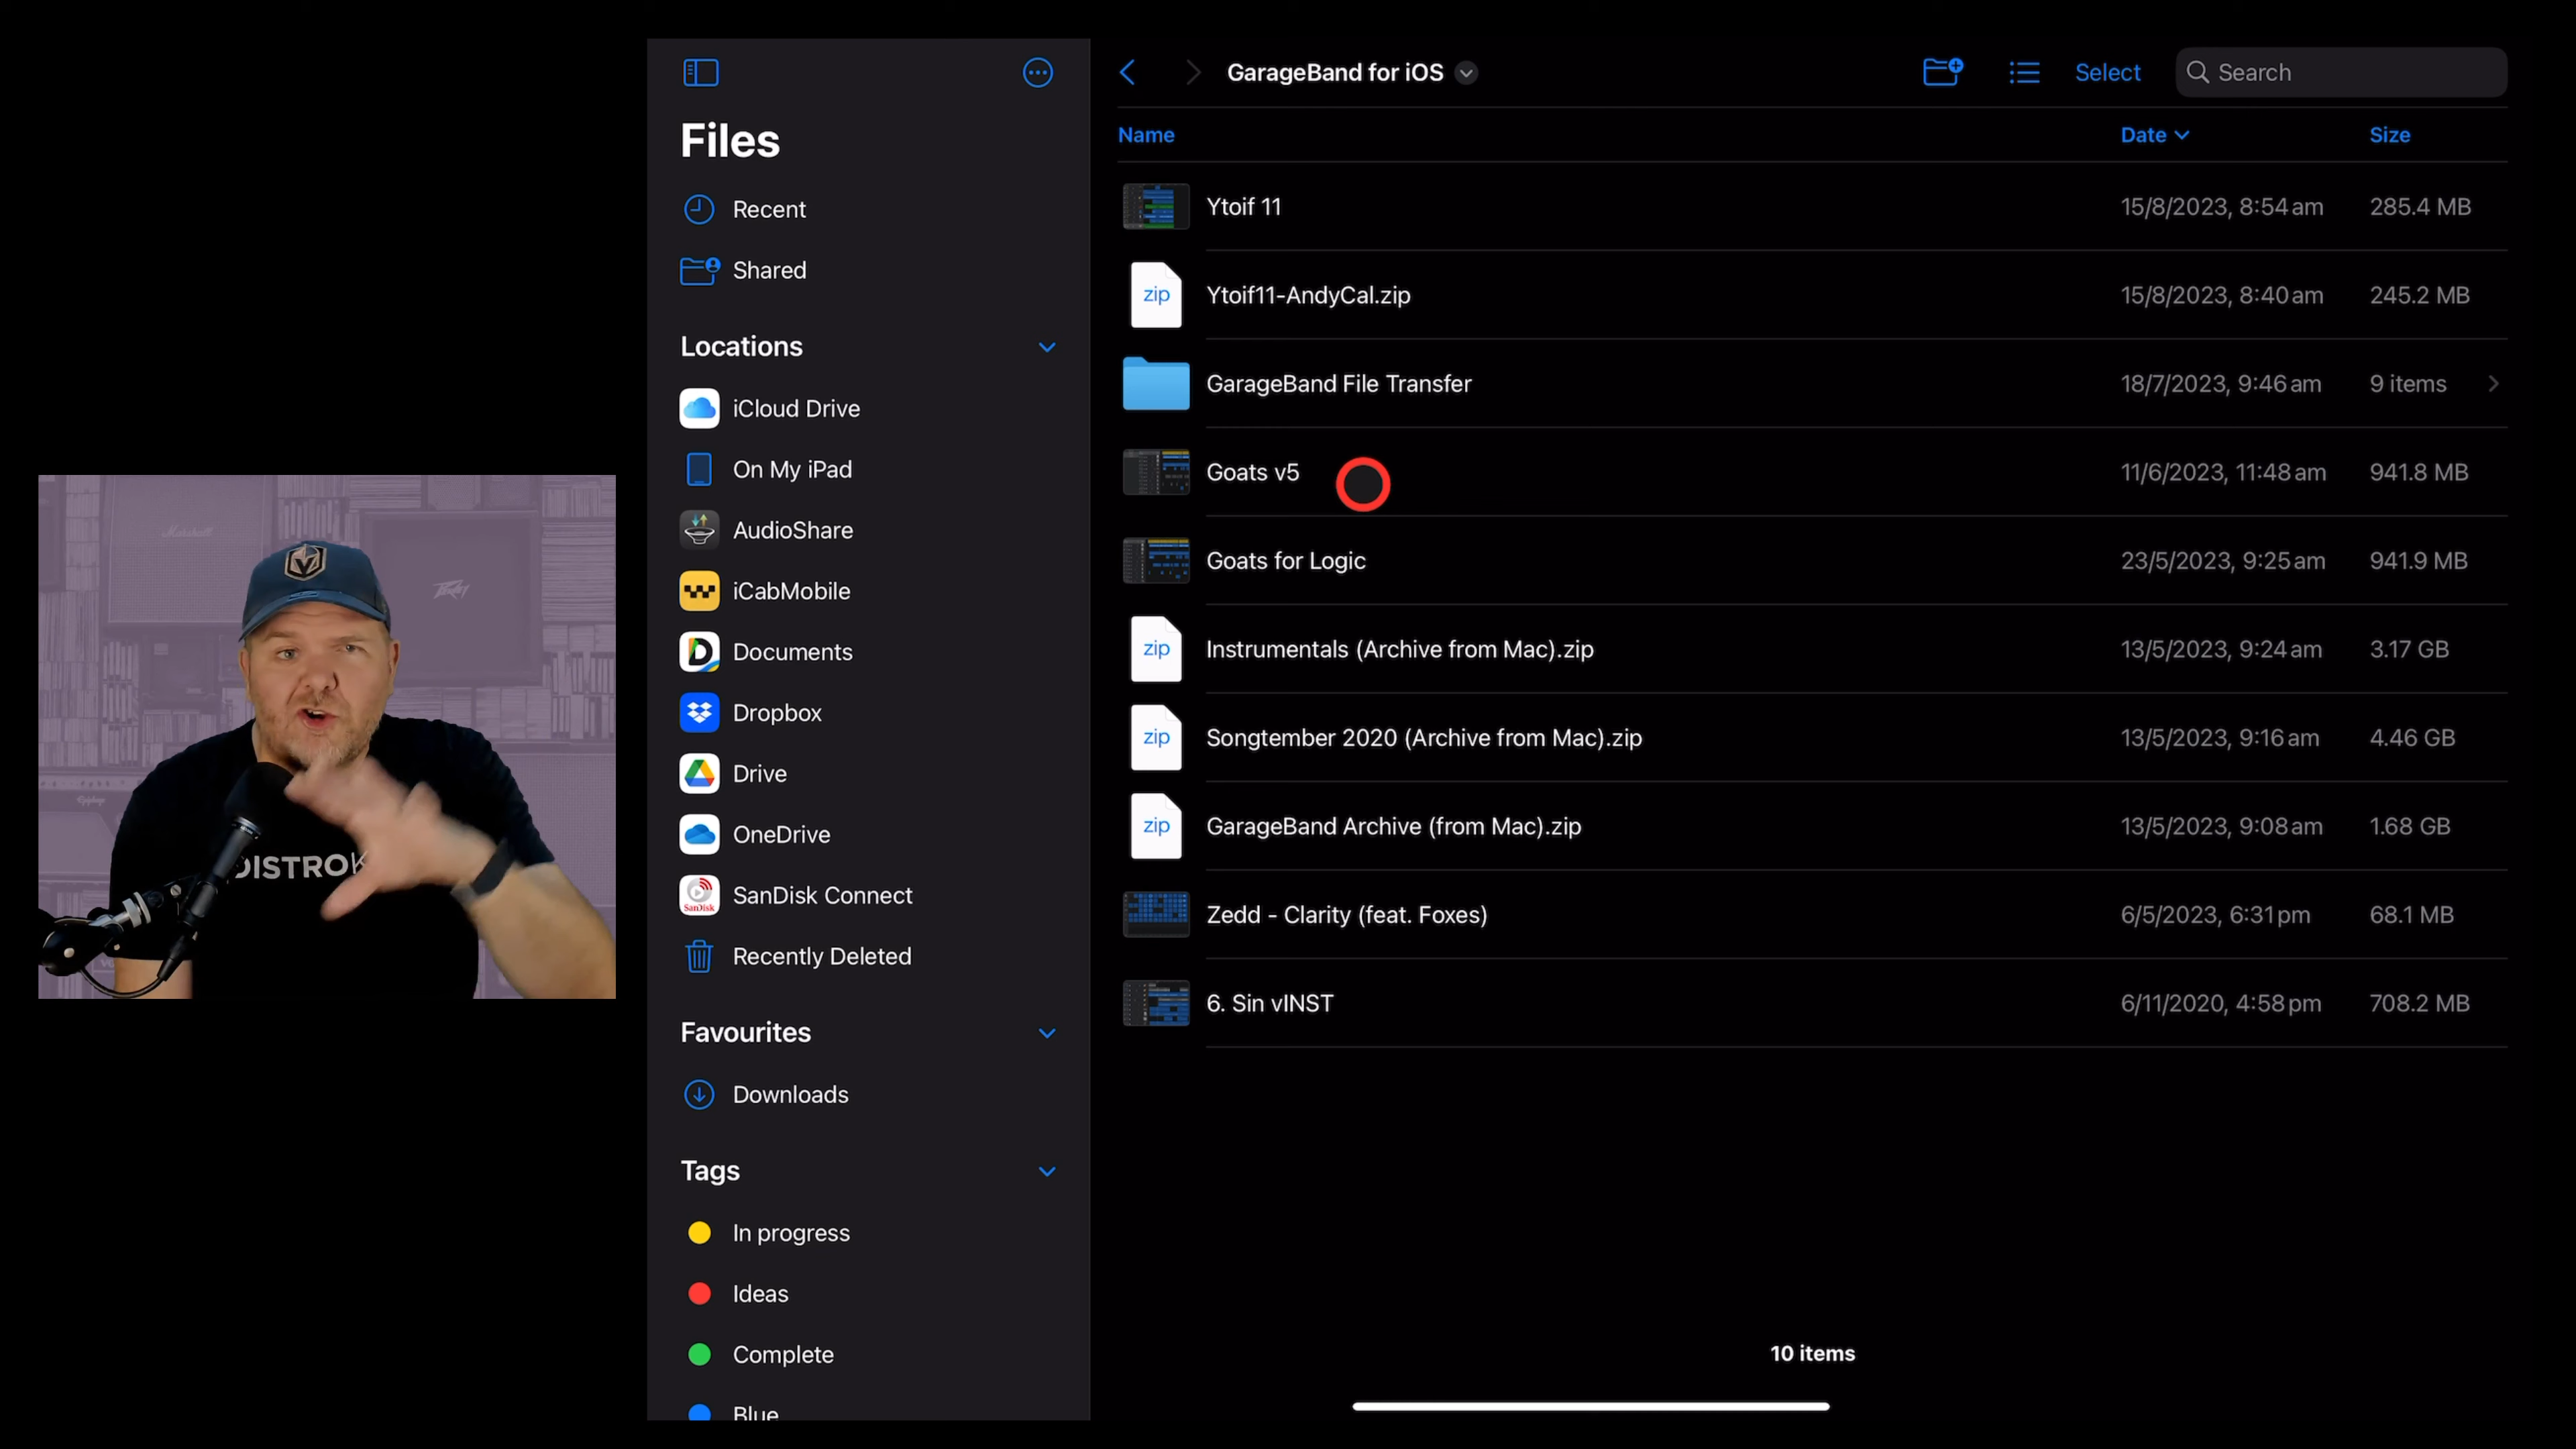 Files
Recent
Shared
Locations
iCloud Drive
On My iPad
AudioShare
iCabMobile
Documents
Dropbox
Drive
OneDrive
SanDisk
SanDisk Connect
Recently Deleted
Favourites
Downloads
Tags
In progress
Ideas
Complete
Blue
GarageBand for iOS
Select
Search
Name Date Size
Ytoif 11 15/8/2023, 8:54 am 285.4 MB
zip Ytoif11-AndyCal.zip 15/8/2023, 8:40 am 245.2 MB
GarageBand File Transfer 18/7/2023, 9:46 am 9 items
Goats v5 11/6/2023, 11:48 am 941.8 MB
Goats for Logic 23/5/2023, 9:25 am 941.9 MB
zip Instrumentals (Archive from Mac).zip 13/5/2023, 9:24 am 3.17 GB
zip Songtember 2020 (Archive from Mac).zip 13/5/2023, 9:16 am 4.46 GB
zip GarageBand Archive (from Mac).zip 13/5/2023, 9:08 am 1.68 GB
Zedd - Clarity (feat. Foxes) 6/5/2023, 6:31 pm 68.1 MB
6. Sin vINST 6/11/2020, 4:58 pm 708.2 MB
10 items
Marshall
PEAVEY
Epiphone
DISTROK